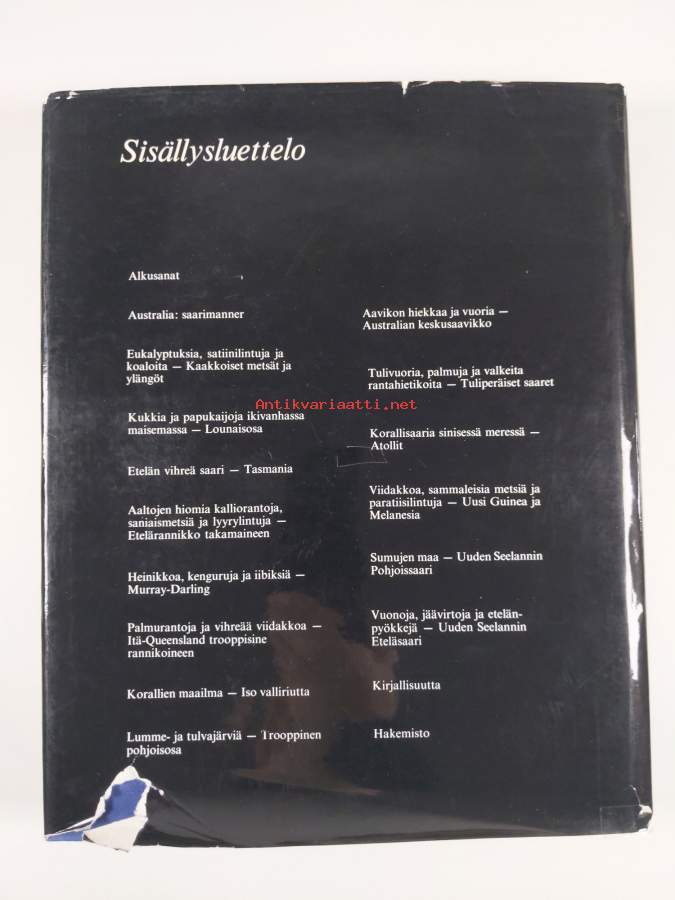 Sisällysluettelo
Alkusanat
Australia: saarimanner
Eukalyptuksia, satiinilintuja ja
koaloita — Kaakkoiset metsät ja
ylängöt
Kukkia ja papukaijoja ikivanhassa
maisemassa — Lounaisosa
Etelän vihreä saari — Tasmania
Aaltojen hiomia kalliorantoja,
saniaismetsiä ja lyyrylintuja —
Etelärannikko takamaineen
Heinikkoa, kenguruja ja iibiksiä —
Murray-Darling
Palmurantoja ja vihreää viidakkoa —
Itä-Queensland trooppisine
rannikoineen
Korallien maailma — Iso valliriutta
Lumme- ja tulvajärviä — Trooppinen
pohjoisosa
Aavikon hiekkaa ja vuoria —
Australian keskusaavikko
Tulivuoria, palmuja ja valkeita
rantahietikoita — Tuliperäiset saaret
Antikvariaatti.net
Korallisaaria sinisessä meressä —
Atollit
Viidakkoa, sammaleisia metsiä ja
paratiisilintuja — Uusi Guinea ja
Melanesia
Sumujen maa — Uuden Seelannin
Pohjoissaari
Vuonoja, jäävirtoja ja etelän-
pyökkejä — Uuden Seelannin
Eteläsaari
Kirjallisuutta
Hakemisto